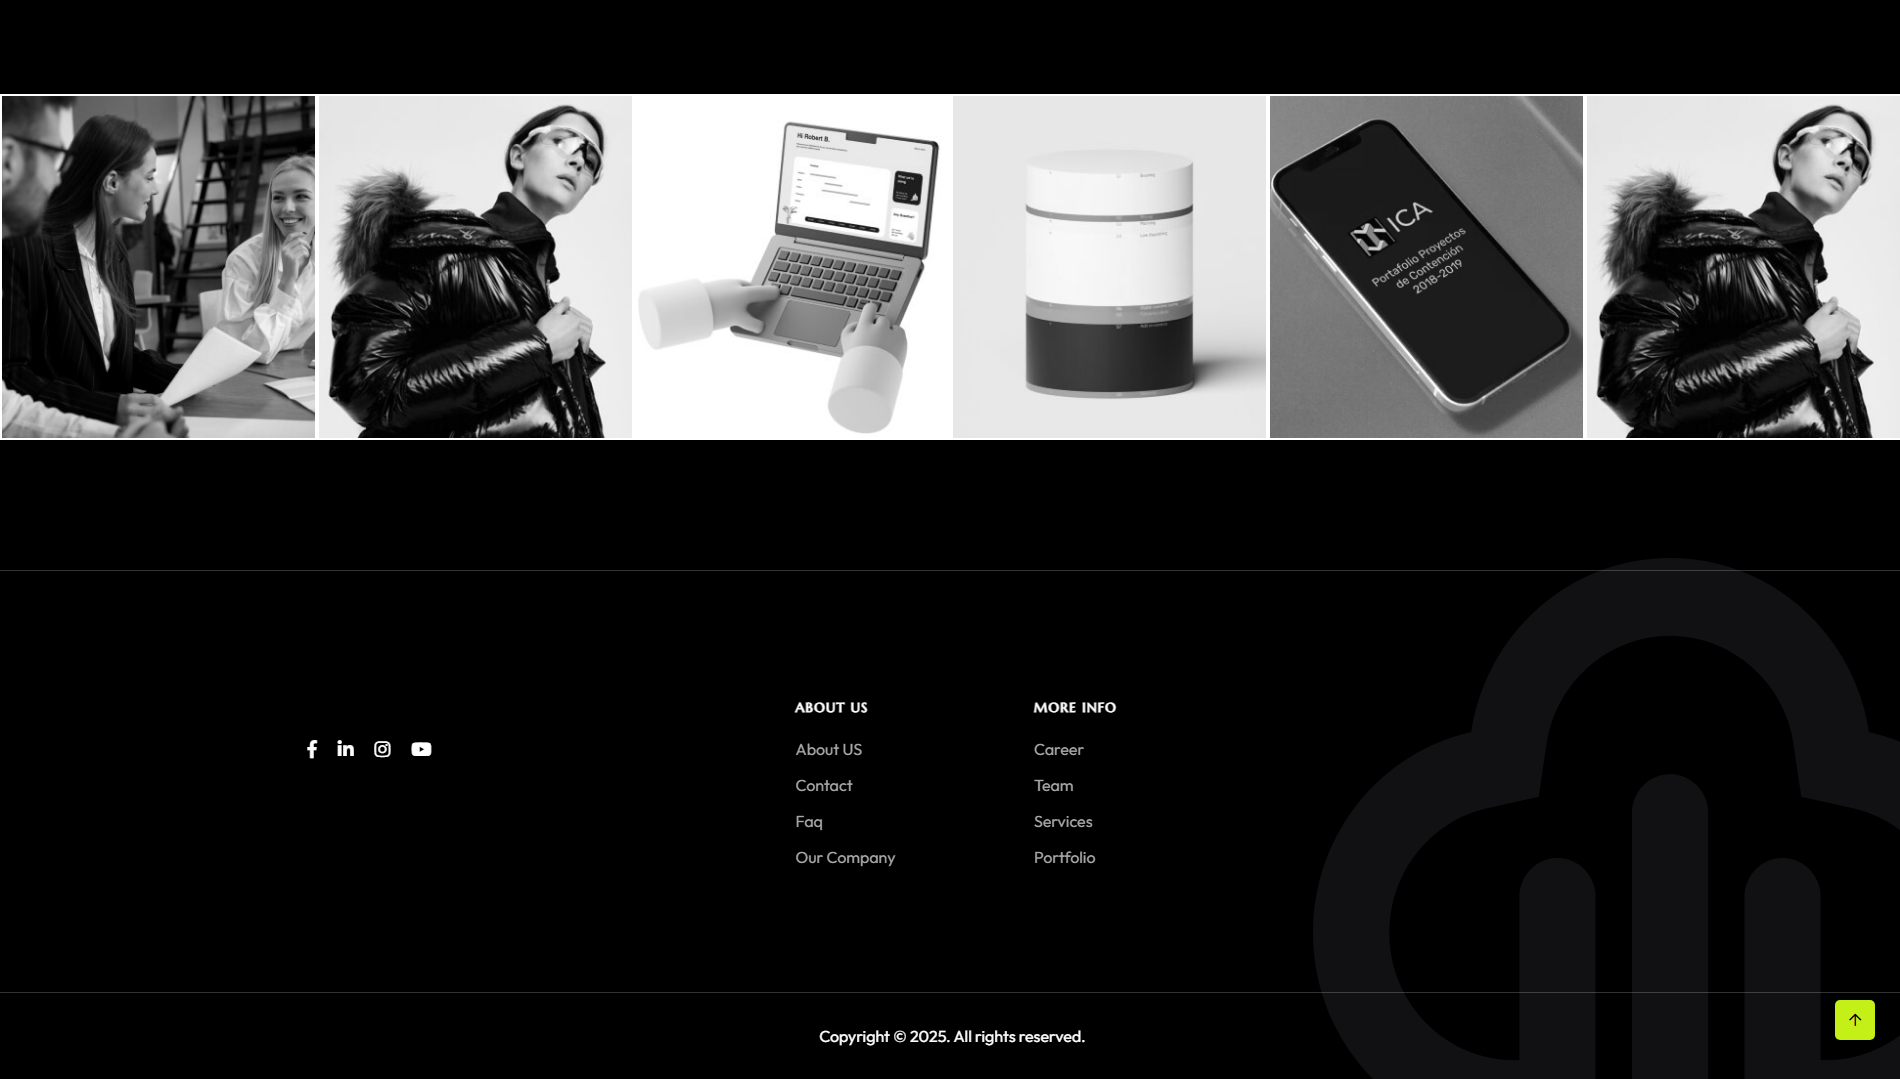 Hi Robert B.
ICA
Portafolio Proyectos
de Contención
2018-2019
ABOUT US
MORE INFO
About US
Career
Contact
Team
Faq
Services
Our Company
Portfolio
Copyright © 2025. All rights reserved.